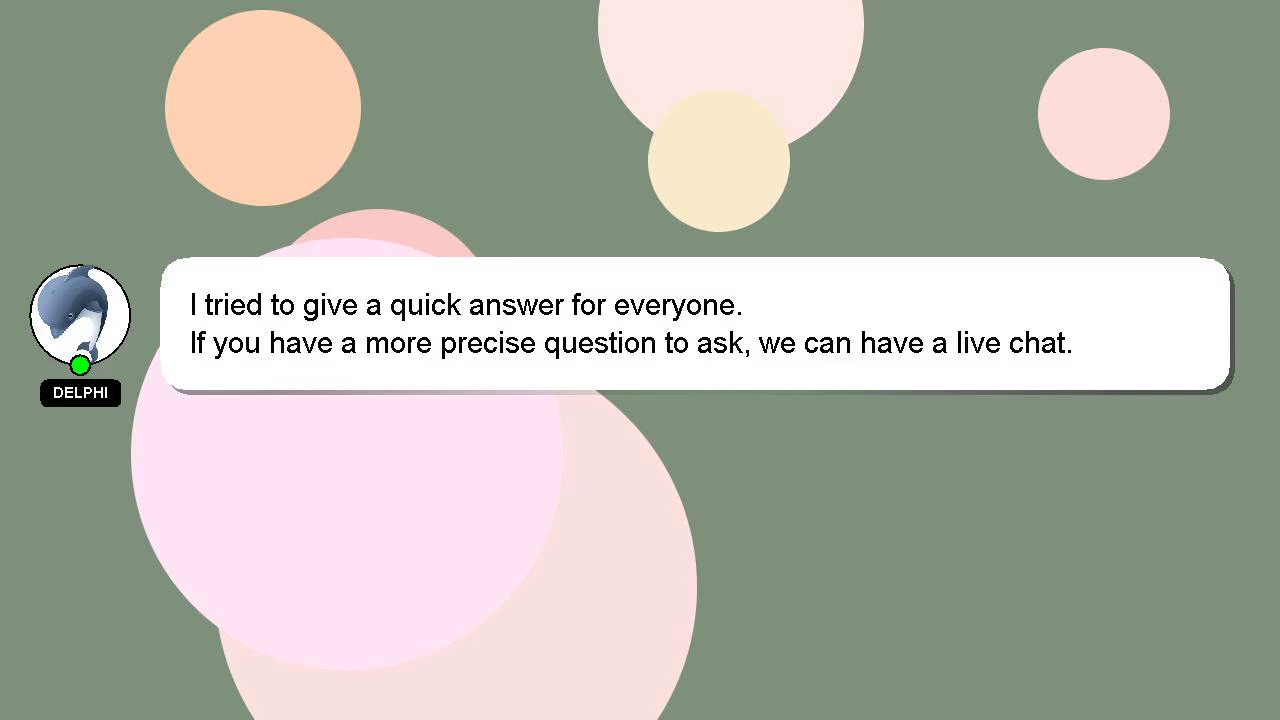 I tried to give a quick answer for everyone.
If you have a more precise question to ask, we can have a live chat.
DELPHI